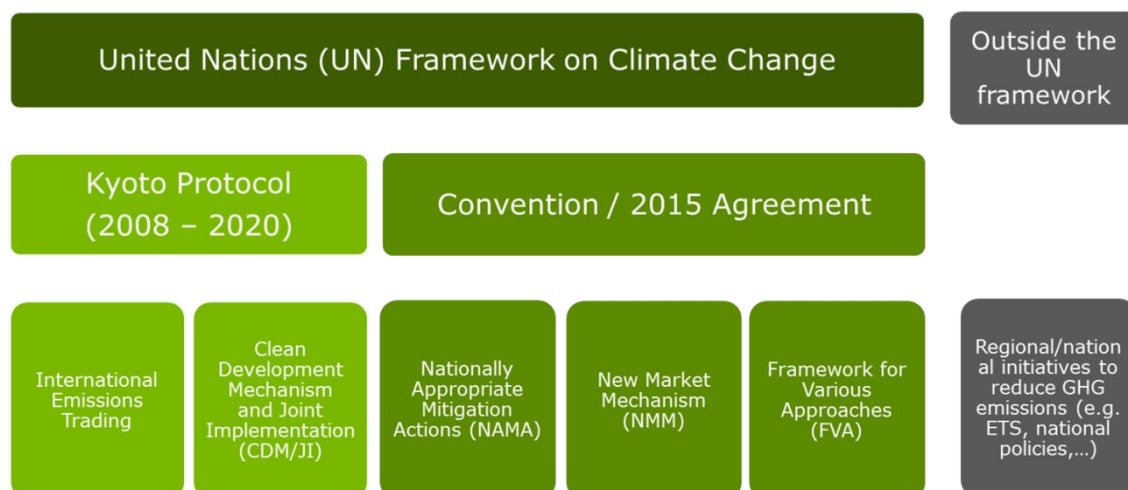 United Nations (UN) Framework on Climate Change
Outside the
UN
framework
Kyoto Protocol
(2008 – 2020)
Convention / 2015 Agreement
International
Emissions
Trading
Clean
Development
Mechanism
and Joint
Implementation
(CDM/JI)
Nationally
Appropriate
Mitigation
Actions (NAMA)
New Market
Mechanism
(NMM)
Framework for
Various
Approaches
(FVA)
Regional/nation
al initiatives to
reduce GHG
emissions (e.g.
ETS, national
policies,...)